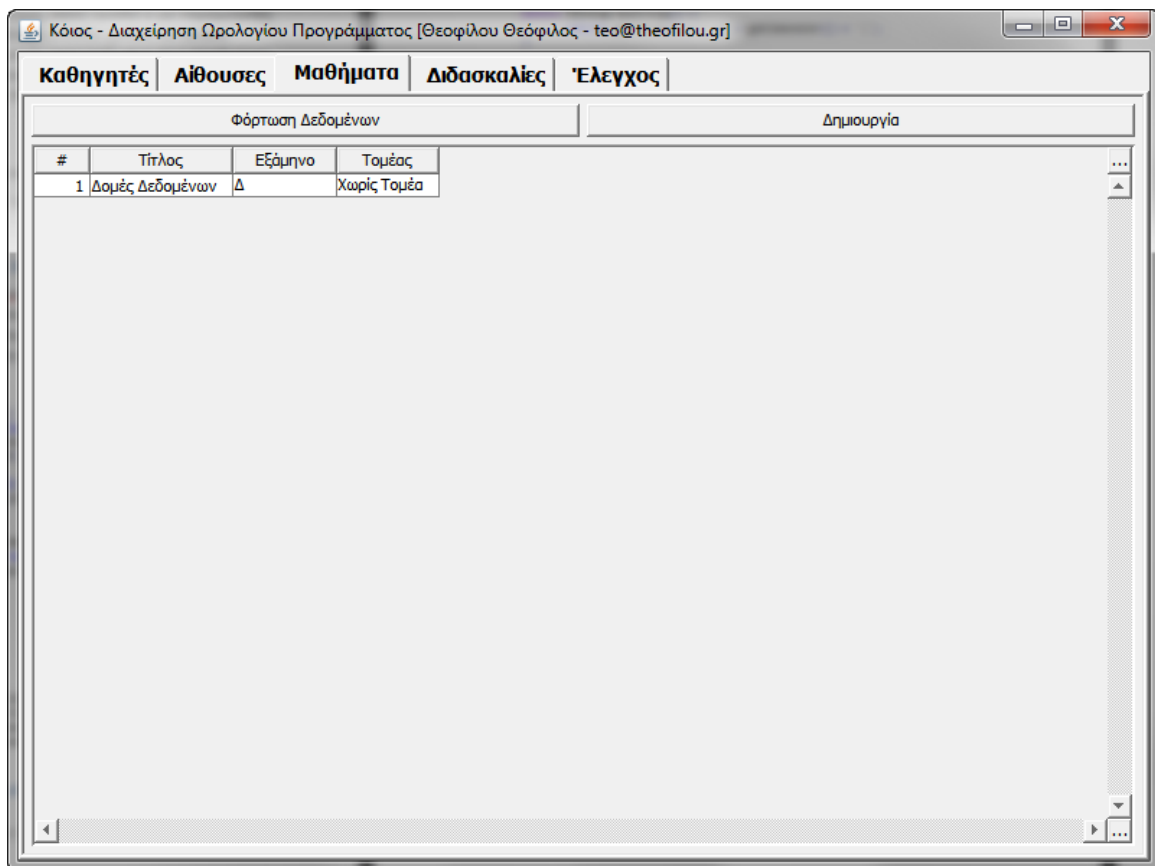 Κόιος - Διαχείρηση Ωρολογίου Προγράμματος [Θεοφίλου Θεόφιλος - teo@theofilou.gr]
Καθηγητές Αίθουσες Μαθήματα Διδασκαλίες Έλεγχος
Φόρτωση Δεδομένων Δημιουργία
# Τίτλος Εξάμηνο Τομέας ...
1 Δομές Δεδομένων Δ Χωρίς Τομέα
...